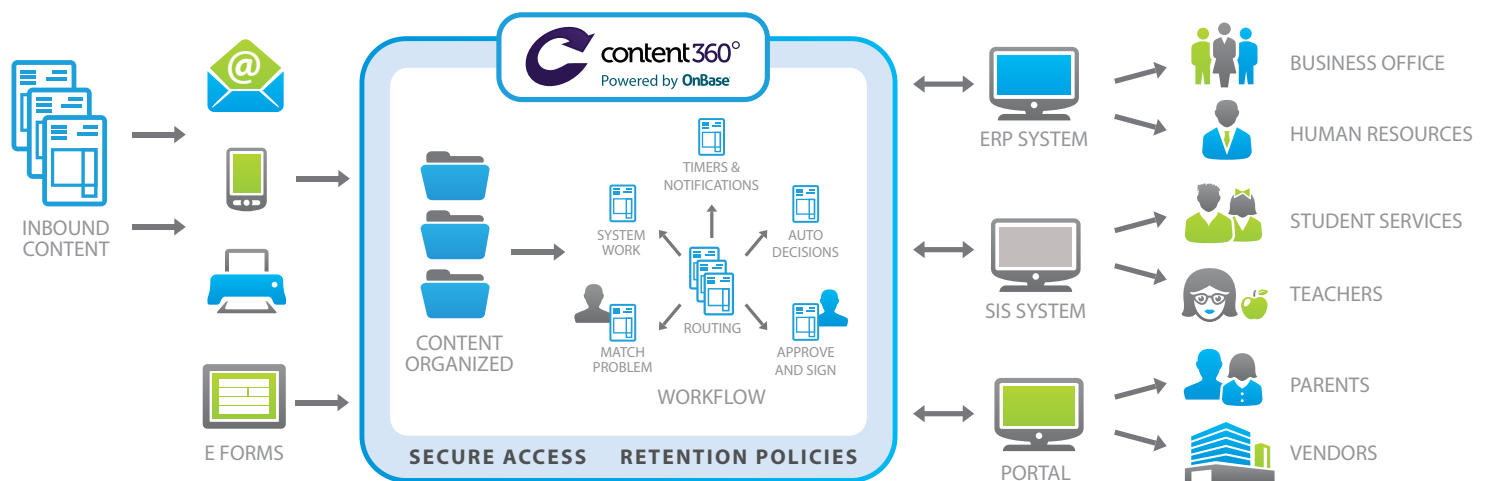 INBOUND
CONTENT
@
E FORMS
content360°
Powered by OnBase
CONTENT
ORGANIZED
TIMERS &
NOTIFICATIONS
SYSTEM
WORK
AUTO
DECISIONS
ROUTING
MATCH
PROBLEM
APPROVE
AND SIGN
WORKFLOW
SECURE ACCESS RETENTION POLICIES
ERP SYSTEM
SIS SYSTEM
PORTAL
BUSINESS OFFICE
HUMAN RESOURCES
STUDENT SERVICES
TEACHERS
PARENTS
VENDORS